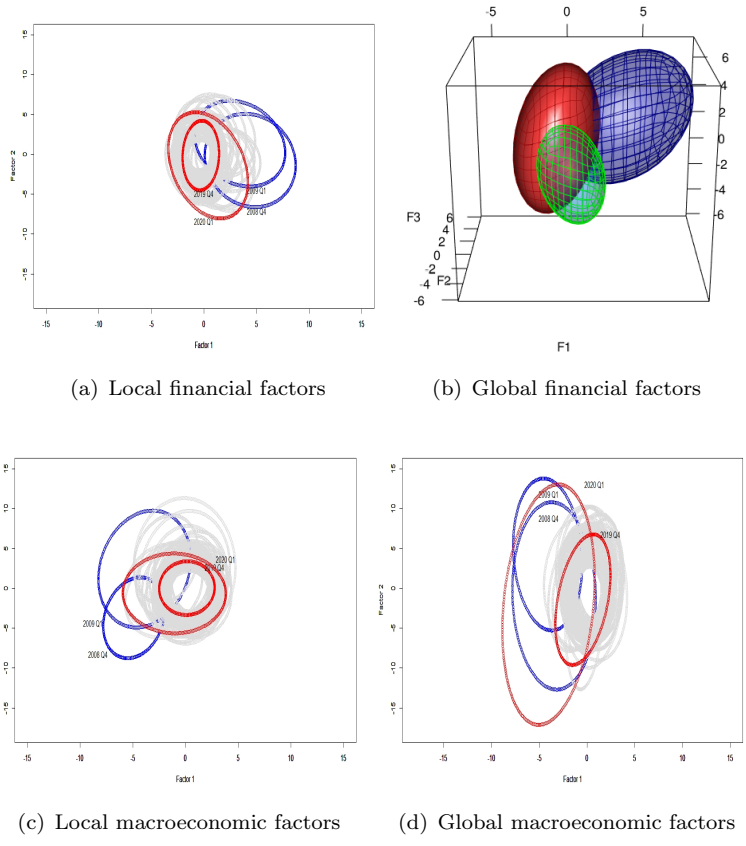 -5 0 5
15
10
5
0
-5
-10
-15
Factor 2
2019 Q4
2009 Q1
2008 Q4
2020 Q1
-15 -10 -5 0 5 10 15
Factor 1
6
4
2
0
-2
-4
-6
F3
6
4
2
0
-2
F2
-4
-6
F1
(a) Local financial factors
(b) Global financial factors
15
10
5
0
-5
-10
-15
2020 Q1
2009 Q1
2008 Q4
-15 -10 -5 0 5 10 15
Factor 1
15
10
5
0
-5
-10
-15
Factor 2
2020 Q1
2009 Q1
2008 Q4
2019 Q4
-15 -10 -5 0 5 10 15
Factor 1
(c) Local macroeconomic factors
(d) Global macroeconomic factors